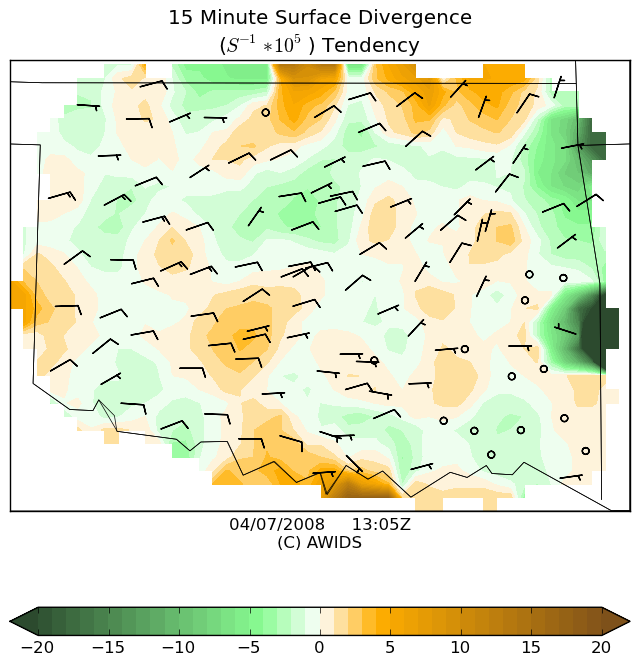 15 Minute Surface Divergence
(S⁻¹ * 10⁵ ) Tendency
04/07/2008 13:05Z
(C) AWIDS
−20 −15 −10 −5 0 5 10 15 20